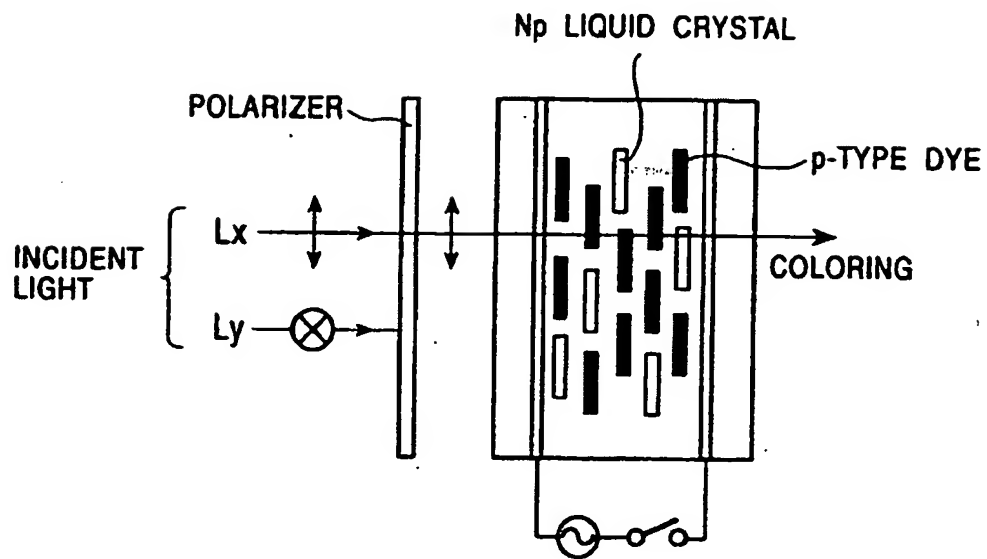 Np LIQUID CRYSTAL
POLARIZER
p-TYPE DYE
Lx
INCIDENT
LIGHT
COLORING
Ly